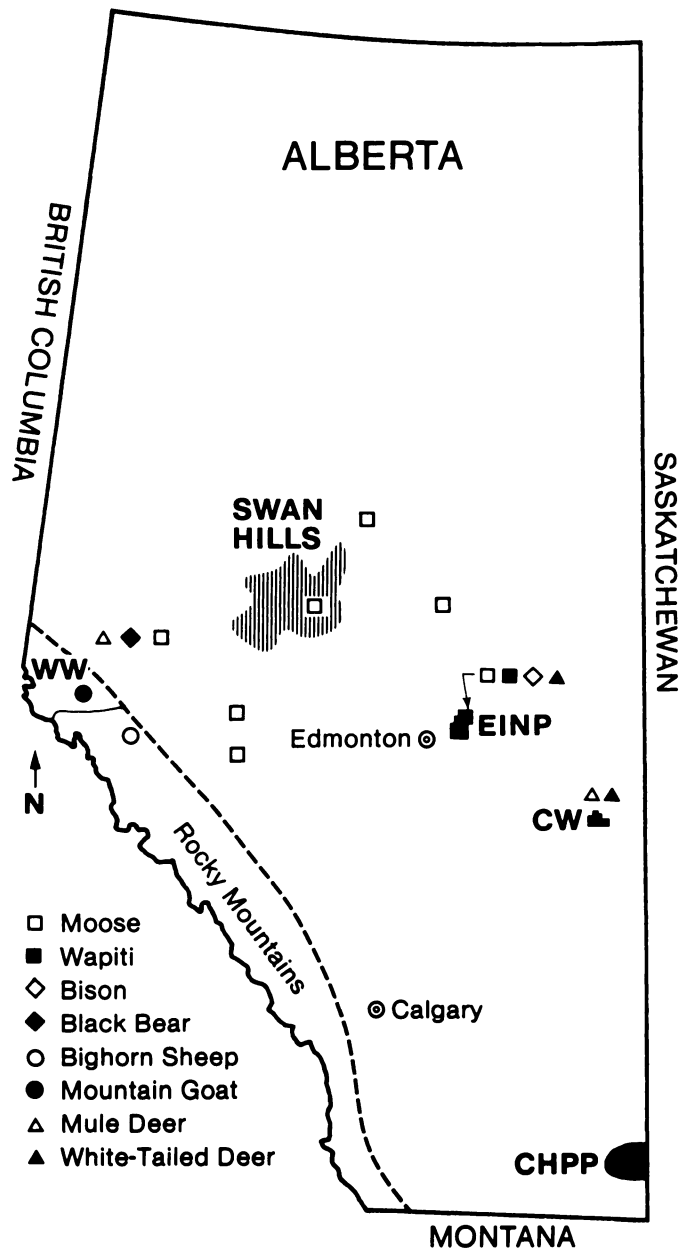 ALBERTA
BRITISH COLUMBIA
SASKATCHEWAN
SWAN
HILLS
WW
EINP
Edmonton
CW
N
Rocky Mountains
Moose
Wapiti
Bison
Black Bear
Bighorn Sheep
Mountain Goat
Mule Deer
White-Tailed Deer
Calgary
CHPP
MONTANA